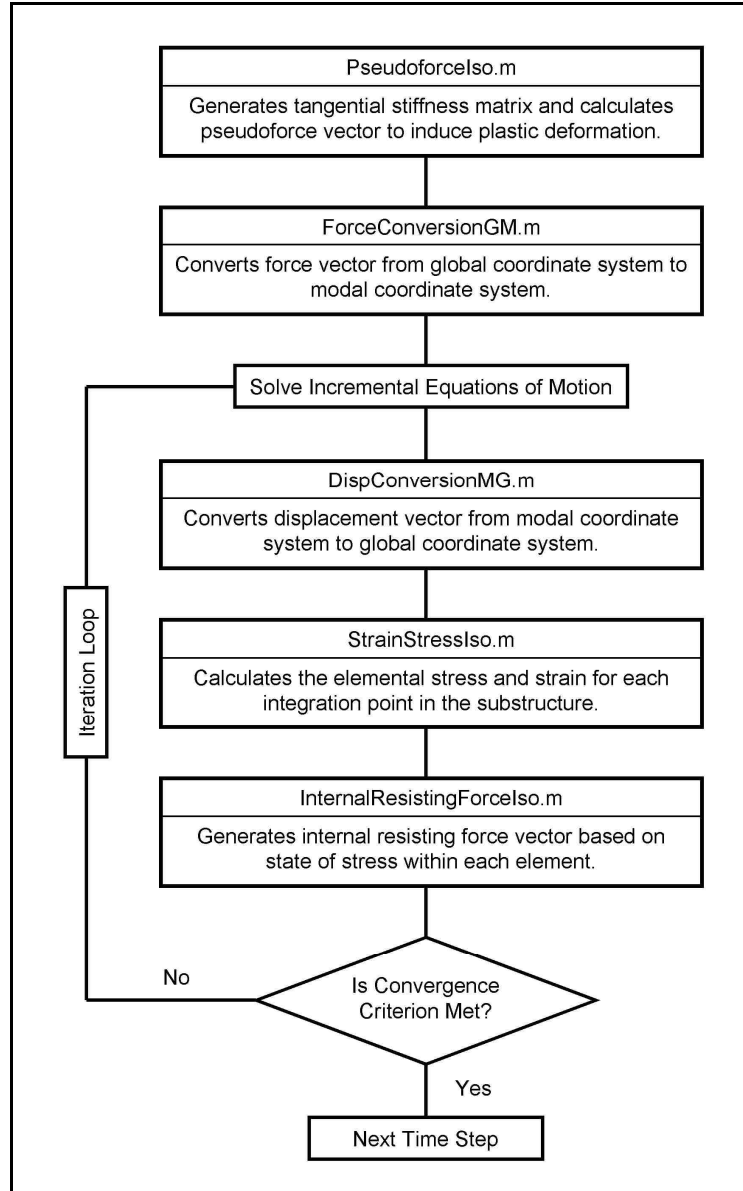 PseudoforceIso.m
Generates tangential stiffness matrix and calculates
pseudoforce vector to induce plastic deformation.
ForceConversionGM.m
Converts force vector from global coordinate system to
modal coordinate system.
Solve Incremental Equations of Motion
DispConversionMG.m
Converts displacement vector from modal coordinate
system to global coordinate system.
Iteration Loop
StrainStressIso.m
Calculates the elemental stress and strain for each
integration point in the substructure.
InternalResistingForceIso.m
Generates internal resisting force vector based on
state of stress within each element.
No
Is Convergence
Criterion Met?
Yes
Next Time Step